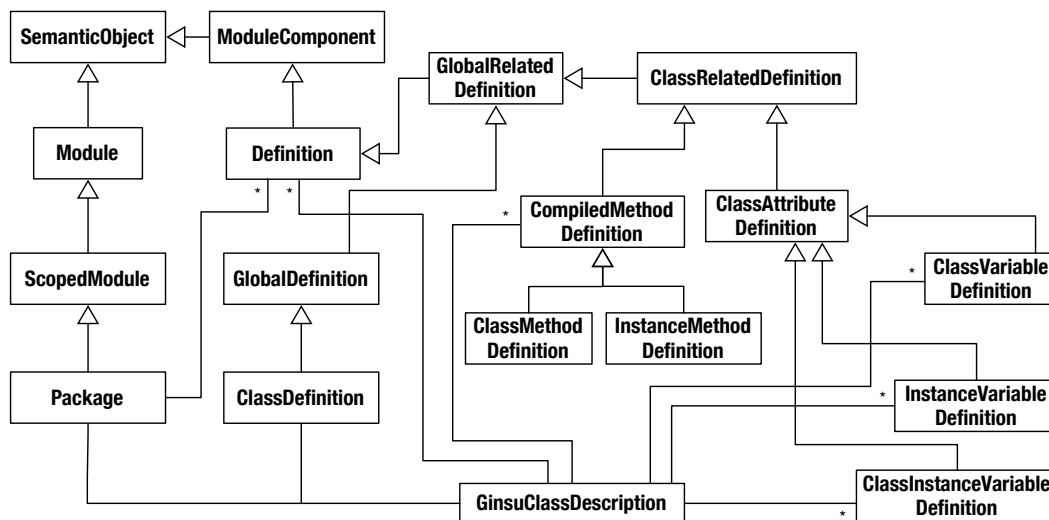 SemanticObject
ModuleComponent
GlobalRelated
Definition
ClassRelatedDefinition
Module
Definition
*
*
CompiledMethod
Definition
*
ClassAttribute
Definition
ScopedModule
GlobalDefinition
ClassVariable
Definition
*
ClassMethod
Definition
InstanceMethod
Definition
Package
ClassDefinition
InstanceVariable
Definition
*
GinsuClassDescription
ClassInstanceVariable
Definition
*